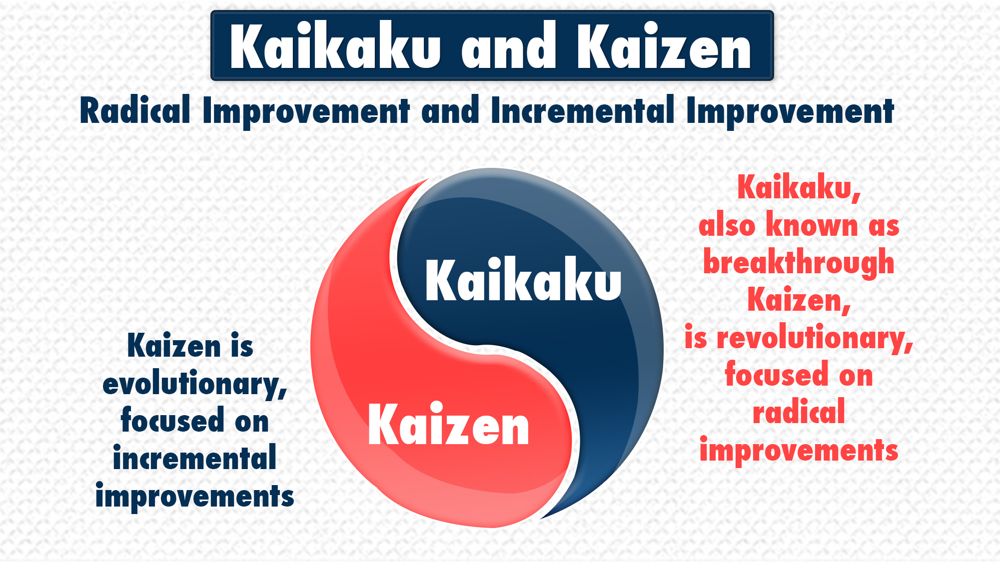 Kaikaku and Kaizen
Radical Improvement and Incremental Improvement
Kaikaku
Kaizen
Kaizen is
evolutionary,
focused on
incremental
improvements
Kaikaku,
also known as
breakthrough
Kaizen,
is revolutionary,
focused on
radical
improvements